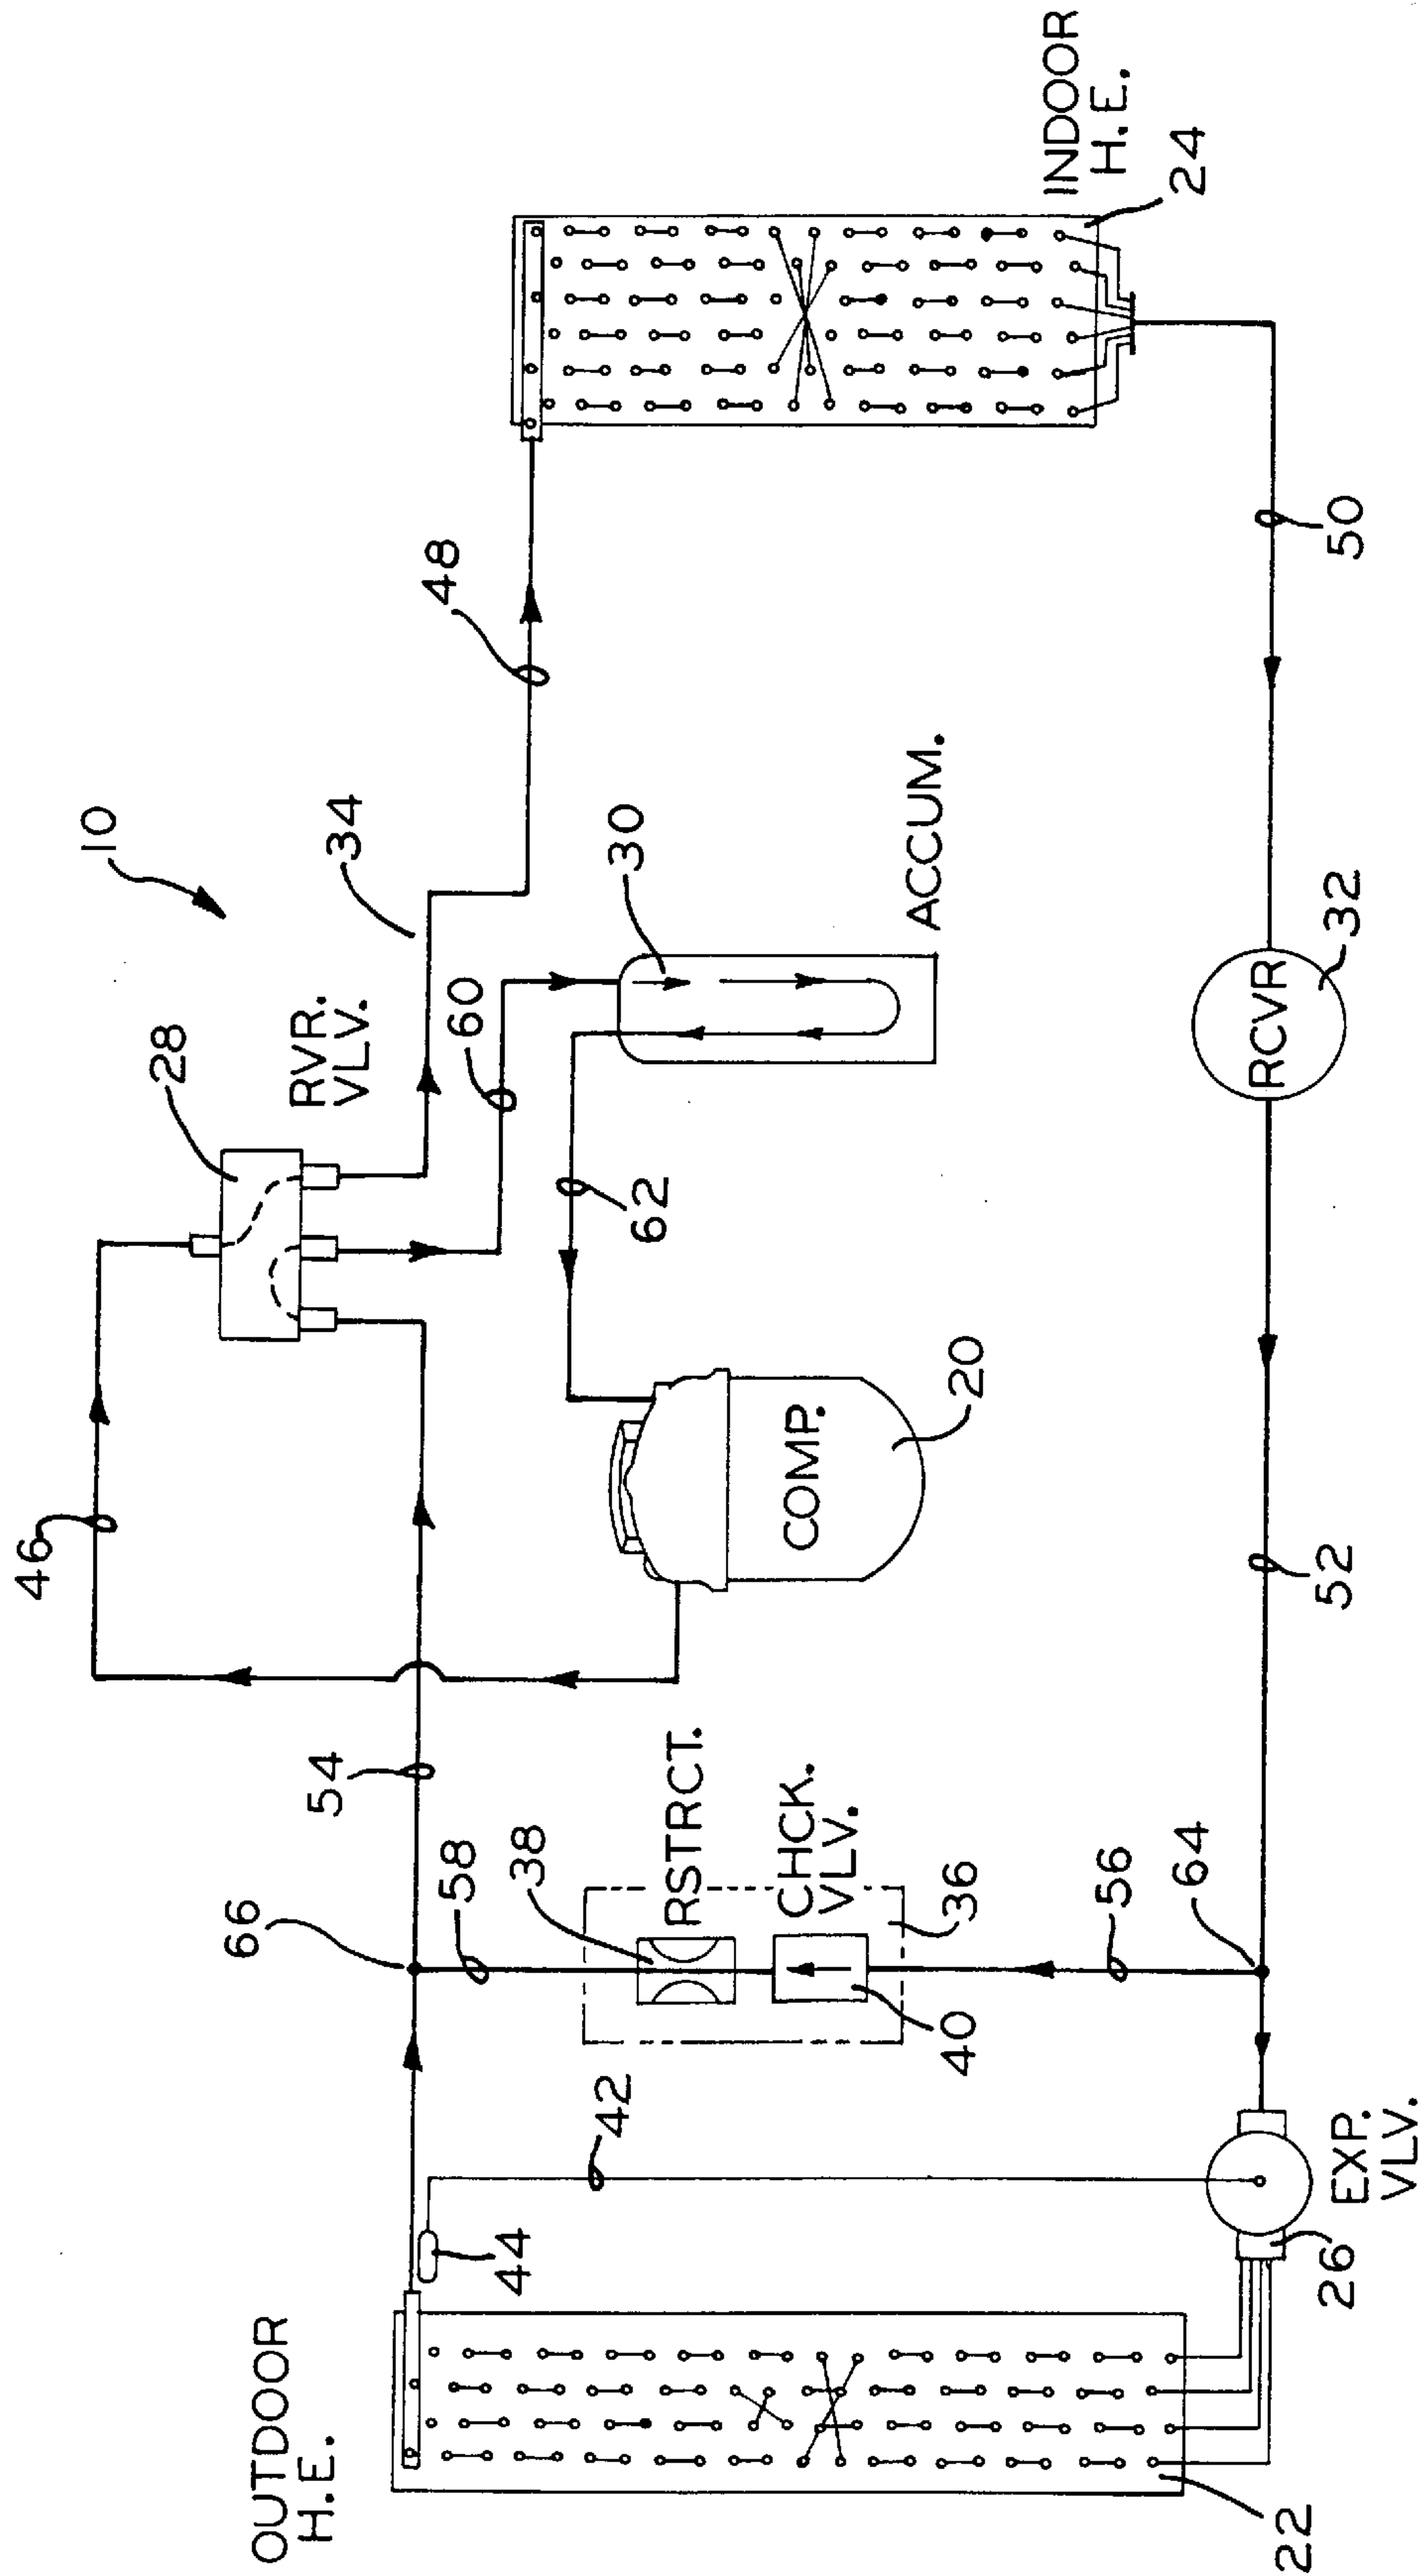 10
46
28
RVR.
VLV.
34
48
60
30
62
ACCUM.
INDOOR
H.E.
24
54
COMP.
20
50
RCVR
32
52
66
58
38
RSTRCT.
CHCK.
VLV.
36
40
56
64
OUTDOOR
H.E.
44
42
22
26
EXP.
VLV.